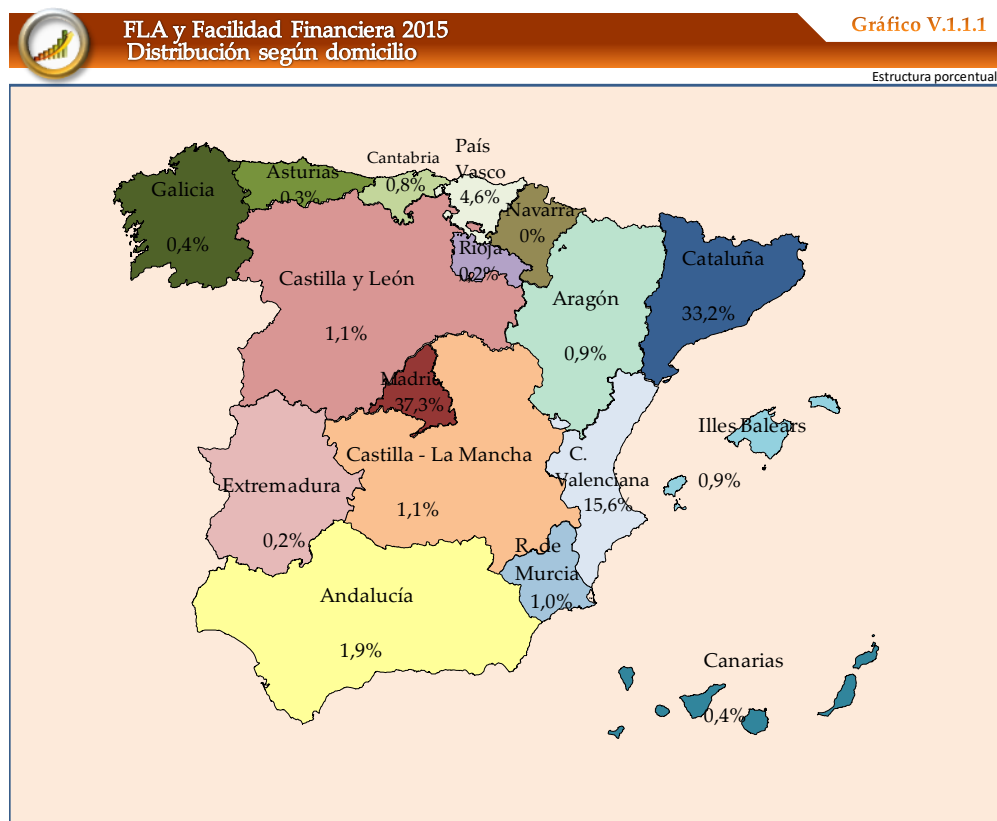 FLA y Facilidad Financiera 2015
Distribución según domicilio
Gráfico V.1.1.1
Estructura porcentual
País
Vasco
4,6%
Cantabria
0,8%
Asturias
0,3%
Galicia
0,4%
Navarra
0%
Rioja
0,2%
Cataluña
33,2%
Castilla y León
1,1%
Aragón
0,9%
Madrid
37,3%
Illes Balears
0,9%
Castilla - La Mancha
1,1%
C.
Valenciana
15,6%
Extremadura
0,2%
R. de
Murcia
1,0%
Andalucía
1,9%
Canarias
0,4%